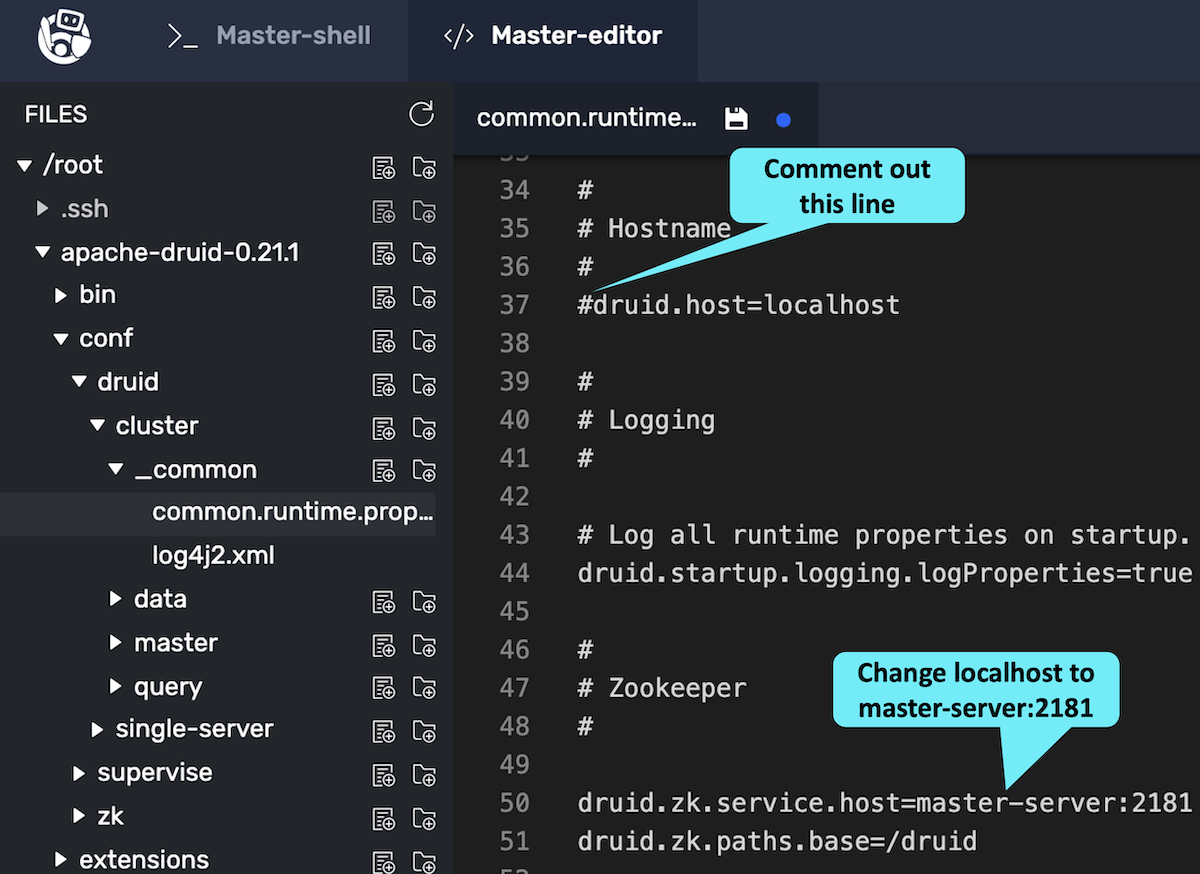 >_ Master-shell
</> Master-editor
FILES
common.runtime...
/root
.ssh
apache-druid-0.21.1
bin
conf
druid
cluster
_common
common.runtime.prop...
log4j2.xml
data
master
query
single-server
supervise
zk
extensions
Comment out
this line
34 #
35 # Hostname
36 #
37 #druid.host=localhost
38
39 #
40 # Logging
41 #
42
43 # Log all runtime properties on startup.
44 druid.startup.logging.logProperties=true
45
46 #
47 # Zookeeper
48 #
49
Change localhost to
master-server:2181
50 druid.zk.service.host=master-server:2181
51 druid.zk.paths.base=/druid